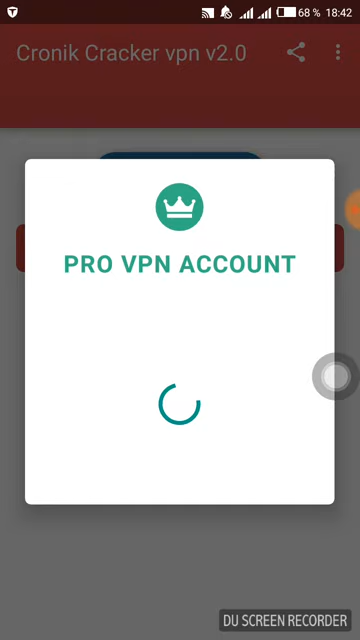 68 % 18:42
Cronik Cracker vpn v2.0
PRO VPN ACCOUNT
DU SCREEN RECORDER